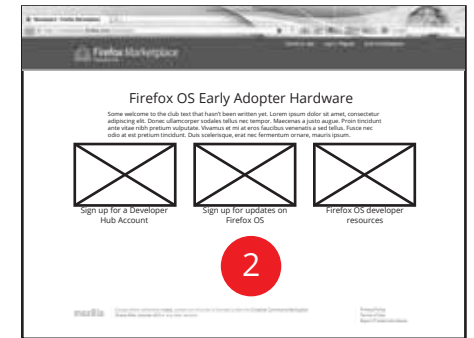 Firefox Marketplace
Firefox OS Early Adopter Hardware
Some welcome to the club text that hasn't been written yet. Lorem ipsum dolor sit amet, consectetur
adipiscing elit. Donec ullamcorper sodales tellus nec tempor. Maecenas a justo augue. Proin tincidunt
ante vitae nibh pretium vulputate. Vivamus et mi at eros faucibus venenatis a sed tellus. Fusce nec
odio at est pretium tincidunt. Duis scelerisque, erat nec fermentum ornare, mauris ipsum.
Sign up for a Developer
Hub Account
Sign up for updates on
Firefox OS
Firefox OS developer
resources
2
mozilla